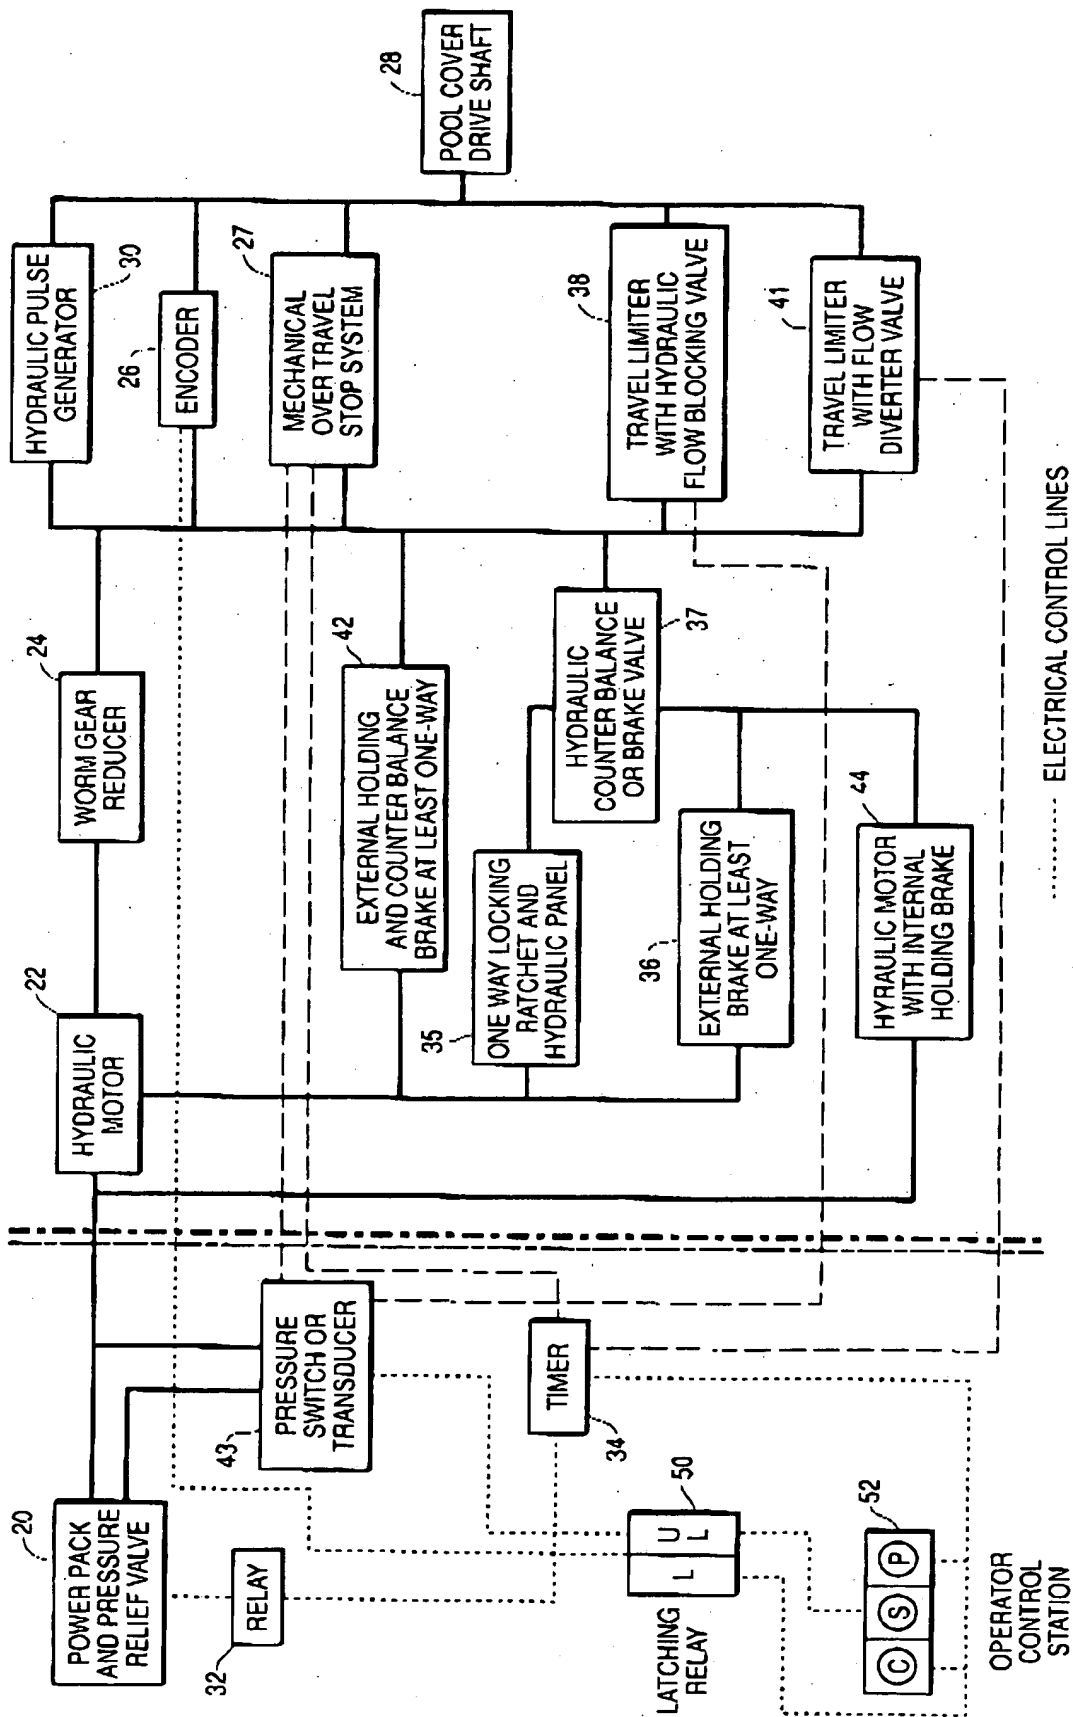 20
POWER PACK
AND PRESSURE
RELIEF VALVE
32
RELAY
43
PRESSURE
SWITCH OR
TRANSDUCER
TIMER
34
LATCHING
RELAY
L
U
L
50
52
C
S
P
OPERATOR
CONTROL
STATION
22
HYDRAULIC
MOTOR
24
WORM GEAR
REDUCER
42
EXTERNAL HOLDING
AND COUNTER BALANCE
BRAKE AT LEAST ONE-WAY
35
ONE WAY LOCKING
RATCHET AND
HYDRAULIC PANEL
HYDRAULIC
COUNTER BALANCE
OR BRAKE VALVE
37
36
EXTERNAL HOLDING
BRAKE AT LEAST
ONE-WAY
44
HYRAULIC MOTOR
WITH INTERNAL
HOLDING BRAKE
HYDRAULIC PULSE
GENERATOR
30
26
ENCODER
27
MECHANICAL
OVER TRAVEL
STOP SYSTEM
38
TRAVEL LIMITER
WITH HYDRAULIC
FLOW BLOCKING VALVE
41
TRAVEL LIMITER
WITH FLOW
DIVERTER VALVE
28
POOL COVER
DRIVE SHAFT
ELECTRICAL CONTROL LINES